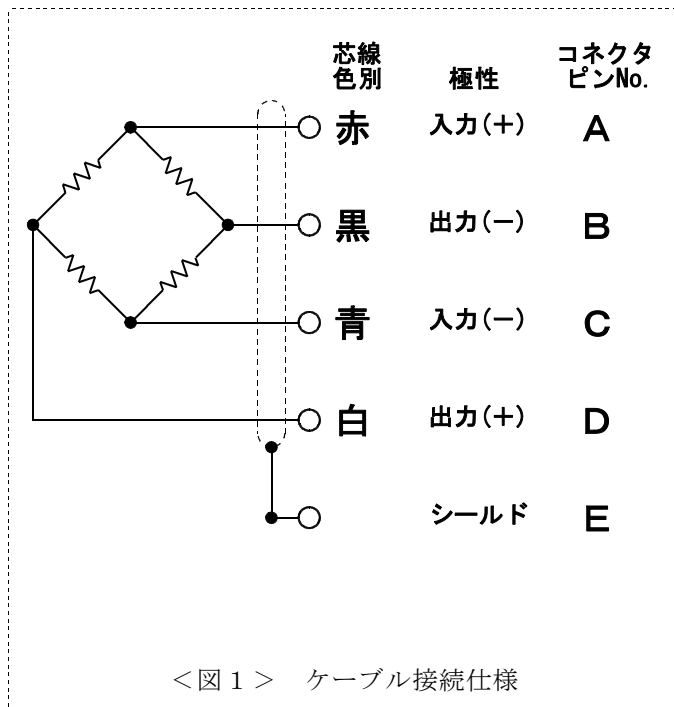 芯線
色別
極性
コネクタ
ピンNo.
赤 入力(+) A
黒 出力(-) B
青 入力(-) C
白 出力(+) D
シールド E
<図1> ケーブル接続仕様